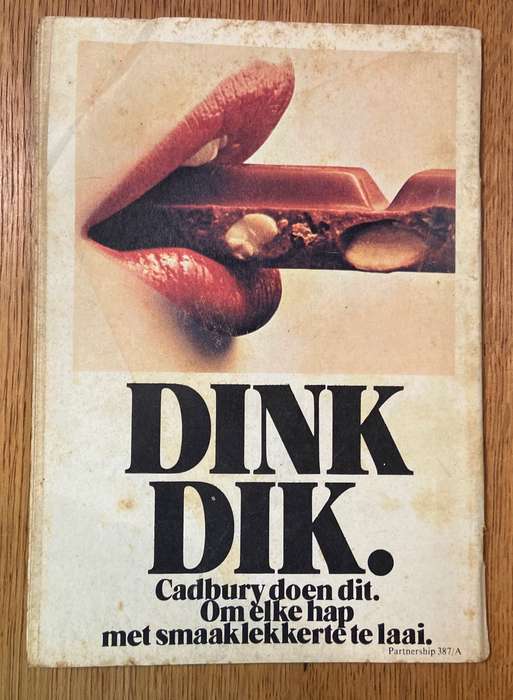 DINK
DIK.
Cadbury doen dit.
Om elke hap
met smaaklekkerte te laai.
Partnership 387/A